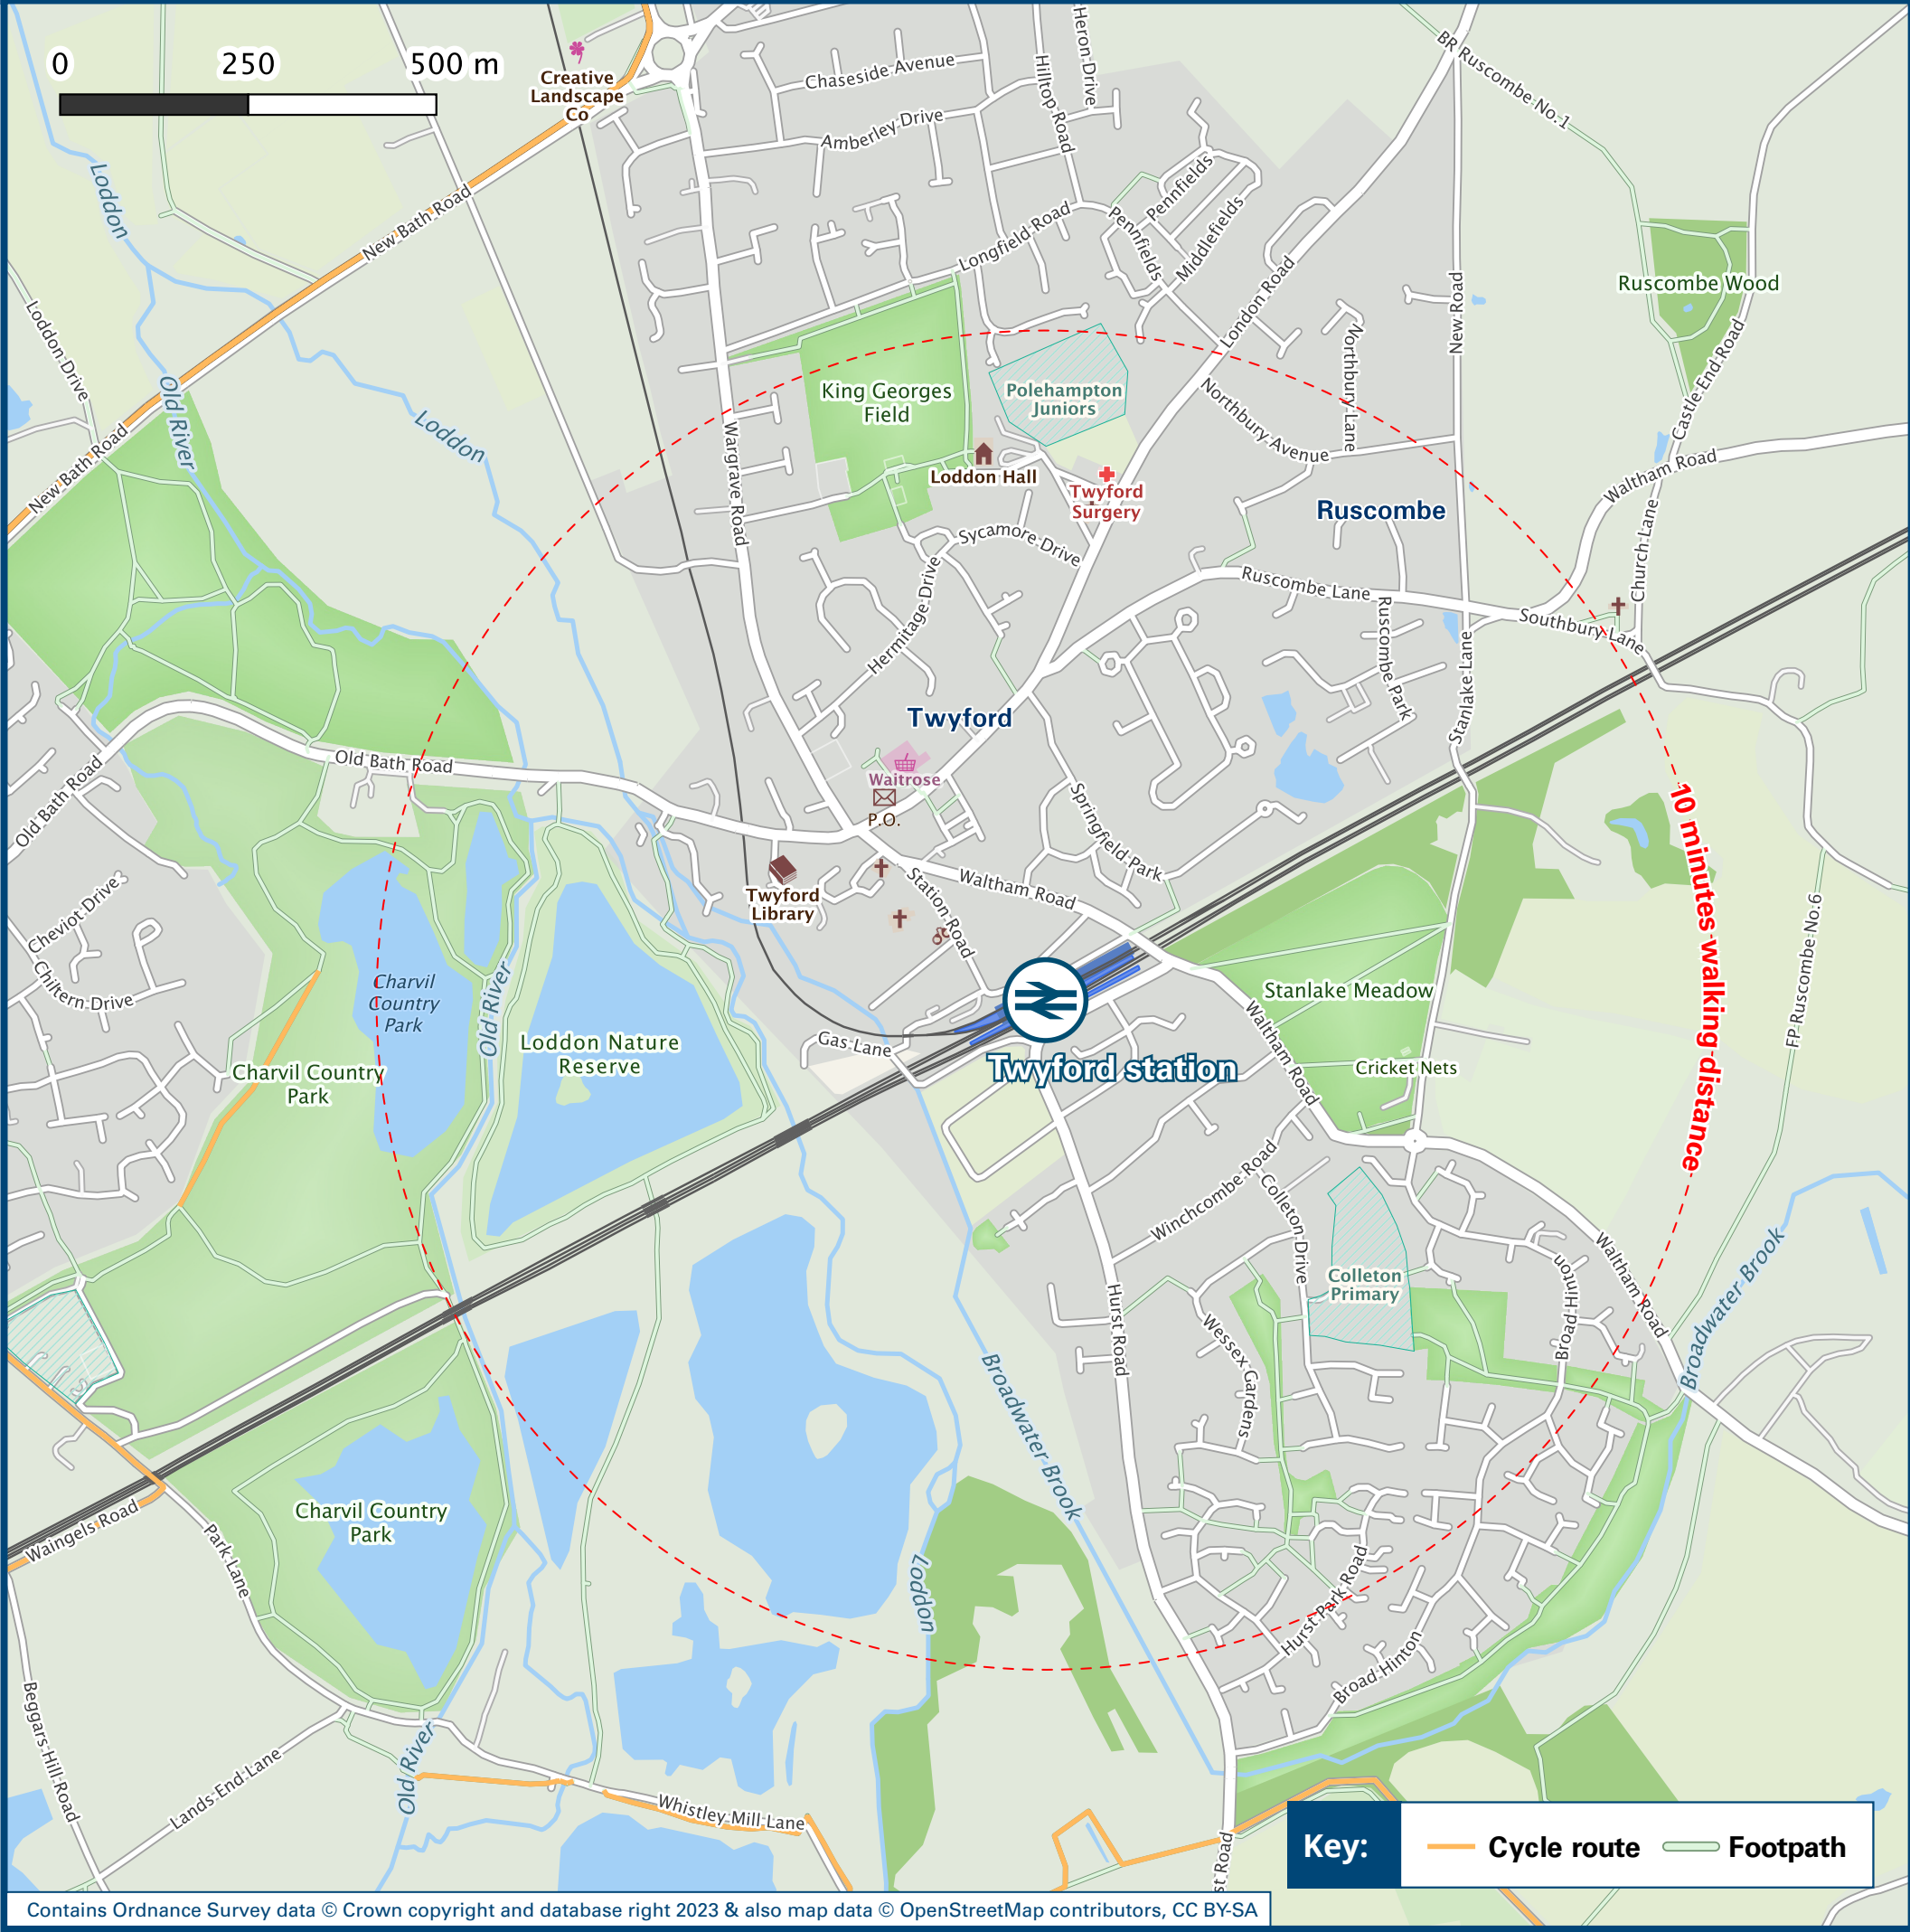 0 250 500 m
Creative
Landscape
Co
Chaseside Avenue
Heron Drive
Hilltop Road
BR Ruscombe No.1
Amberley Drive
Loddon
New Bath Road
Pennfields
Pennfields
Middlefields
Longfield Road
London Road
New Road
Ruscombe Wood
Loddon Drive
Old River
Loddon
New Bath Road
King Georges
Field
Polehampton
Juniors
Northbury Lane
Northbury Avenue
Castle End Road
Waltham Road
Wargrave Road
Loddon Hall
Twyford
Surgery
Ruscombe
Sycamore Drive
Hermitage Drive
Ruscombe Lane
Ruscombe Park
Church Lane
Southbury Lane
Stanlake Lane
Twyford
Old Bath Road
Old Bath Road
Waitrose
P.O.
Springfield Park
10 minutes walking distance
Twyford
Library
Station Road
Waltham Road
Cheviot Drive
Chiltern Drive
Charvil
Country
Park
Old River
Loddon Nature
Reserve
Gas Lane
Twyford station
Stanlake Meadow
Waltham Road
Cricket Nets
FP Ruscombe No.6
Charvil Country
Park
Winchcombe Road
Colleton Drive
Colleton
Primary
Hurst Road
Wessex Gardens
Broad Hinton
Waltham Road
Broadwater Brook
Broadwater Brook
Charvil Country
Park
Waingels Road
Park Lane
Loddon
Hurst Park Road
Broad Hinton
Beggars Hill Road
Lands End Lane
Old River
Whistley Mill Lane
st Road
Key: Cycle route Footpath
Contains Ordnance Survey data © Crown copyright and database right 2023 & also map data © OpenStreetMap contributors, CC BY-SA